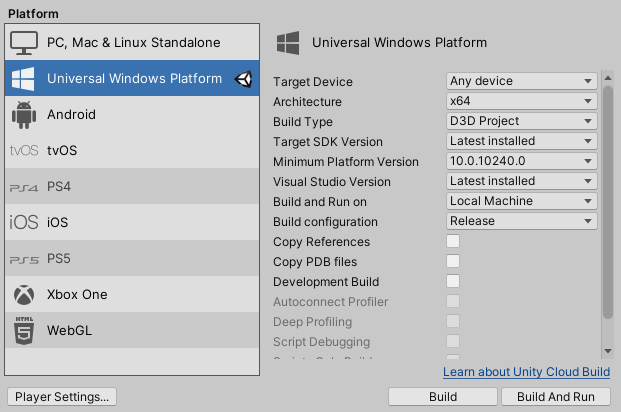 Platform
PC, Mac & Linux Standalone
Universal Windows Platform
Android
tvOS tvOS
PS4 PS4
iOS iOS
PS5 PS5
Xbox One
HTML 5 WebGL
Universal Windows Platform
Target Device Any device
Architecture x64
Build Type D3D Project
Target SDK Version Latest installed
Minimum Platform Version 10.0.10240.0
Visual Studio Version Latest installed
Build and Run on Local Machine
Build configuration Release
Copy References
Copy PDB files
Development Build
Autoconnect Profiler
Deep Profiling
Script Debugging
Learn about Unity Cloud Build
Player Settings... Build Build And Run